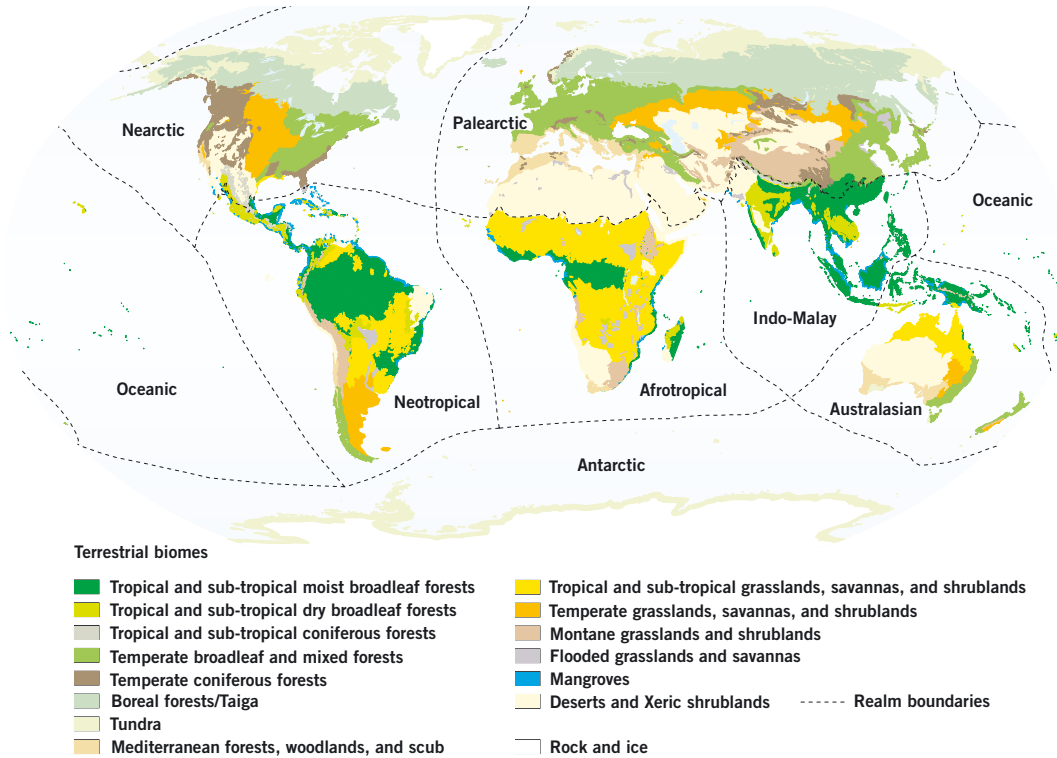 Nearctic
Palearctic
Oceanic
Indo-Malay
Oceanic
Neotropical
Afrotropical
Australasian
Antarctic
Terrestrial biomes
Tropical and sub-tropical moist broadleaf forests
Tropical and sub-tropical dry broadleaf forests
Tropical and sub-tropical coniferous forests
Temperate broadleaf and mixed forests
Temperate coniferous forests
Boreal forests/Taiga
Tundra
Mediterranean forests, woodlands, and scub
Tropical and sub-tropical grasslands, savannas, and shrublands
Temperate grasslands, savannas, and shrublands
Montane grasslands and shrublands
Flooded grasslands and savannas
Mangroves
Deserts and Xeric shrublands
Realm boundaries
Rock and ice